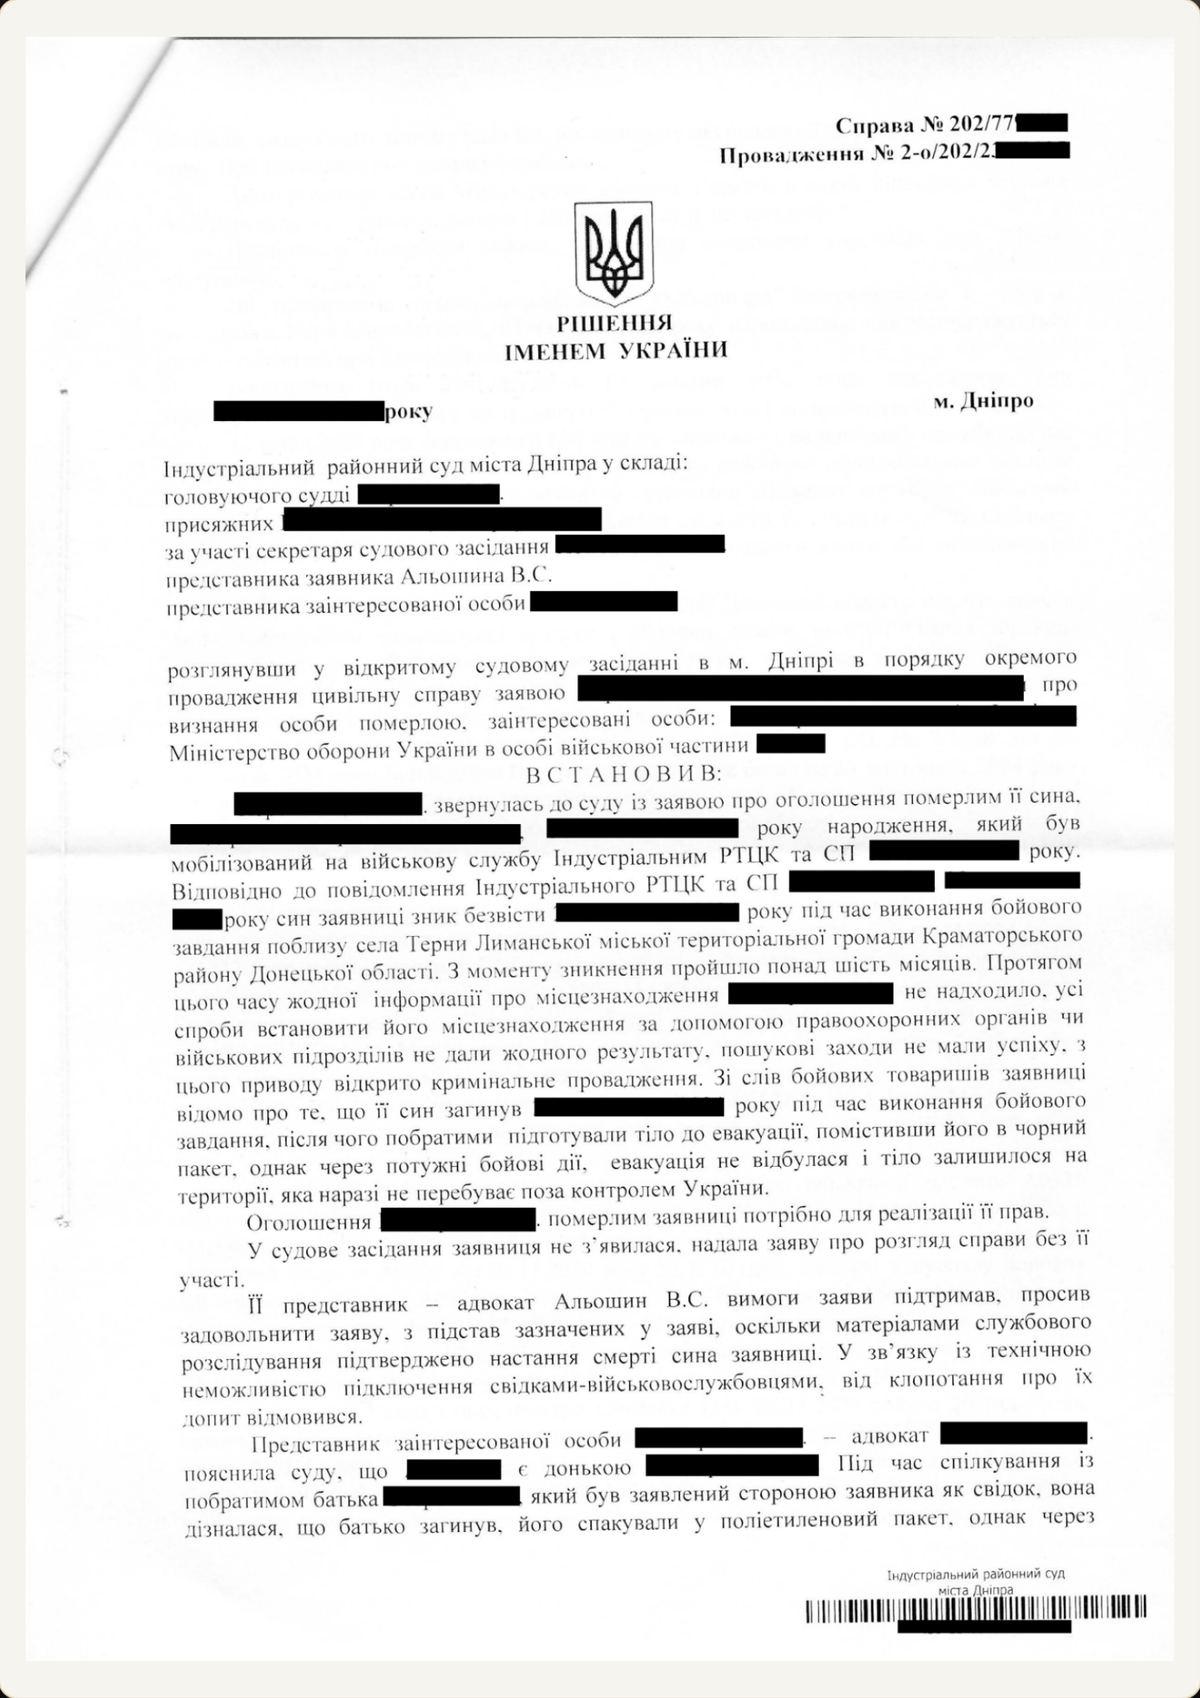 Справа № 202/77
Провадження № 2-о/202/2
РІШЕННЯ
ІМЕНЕМ УКРАЇНИ
року
м. Дніпро
Індустріальний районний суд міста Дніпра у складі:
головуючого судді
присяжних
за участі секретаря судового засідання
представника заявника Альошина В.С.
представника заінтересованої особи
розглянувши у відкритому судовому засіданні в м. Дніпрі в порядку окремого
провадження цивільну справу заявою про
визнання особи померлою, заінтересовані особи:
Міністерство оборони України в особі військової частини
В С Т А Н О В И В:
. звернулась до суду із заявою про оголошення померлим її сина,
, року народження, який був
мобілізований на військову службу Індустріальним РТЦК та СП року.
Відповідно до повідомлення Індустріального РТЦК та СП
року син заявниці зник безвісти року під час виконання бойового
завдання поблизу села Терни Лиманської міської територіальної громади Краматорського
району Донецької області. З моменту зникнення пройшло понад шість місяців. Протягом
цього часу жодної інформації про місцезнаходження не надходило, усі
спроби встановити його місцезнаходження за допомогою правоохоронних органів чи
військових підрозділів не дали жодного результату, пошукові заходи не мали успіху, з
цього приводу відкрито кримінальне провадження. Зі слів бойових товаришів заявниці
відомо про те, що її син загинув року під час виконання бойового
завдання, після чого побратими підготували тіло до евакуації, помістивши його в чорний
пакет, однак через потужні бойові дії, евакуація не відбулася і тіло залишилося на
території, яка наразі не перебуває поза контролем України.
Оголошення . померлим заявниці потрібно для реалізації її прав.
У судове засідання заявниця не з`явилася, надала заяву про розгляд справи без її
участі.
ЇЇ представник – адвокат Альошин В.С. вимоги заяви підтримав, просив
задовольнити заяву, з підстав зазначених у заяві, оскільки матеріалами службового
розслідування підтверджено настання смерті сина заявниці. У зв’язку із технічною
неможливістю підключення свідками-військовослужбовцями, від клопотання про їх
допит відмовився.
Представник заінтересованої особи . – адвокат .
пояснила суду, що є донькою Під час спілкування із
побратимом батька , який був заявлений стороною заявника як свідок, вона
дізналася, що батько загинув, його спакували у поліетиленовий пакет, однак через
Індустріальний районний суд
міста Дніпра